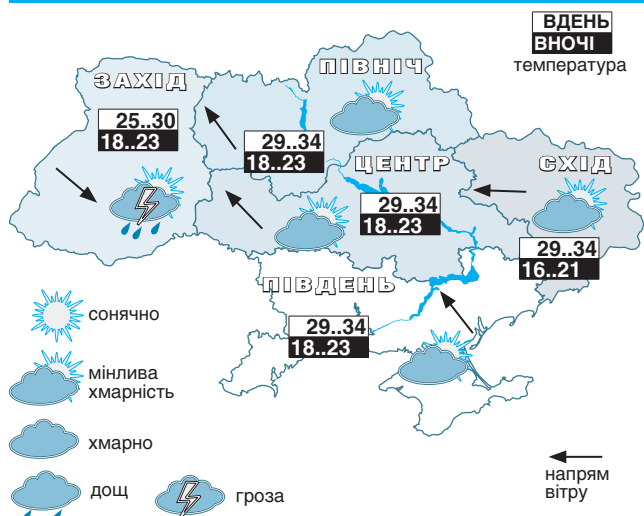 ВДЕНЬ
ВНОЧІ
температура
ЗАХІД
25..30
18..23
ПІВНІЧ
29..34
18..23
ЦЕНТР
29..34
18..23
СХІД
29..34
16..21
ПІВДЕНЬ
29..34
18..23
сонячно
мінлива
хмарність
хмарно
дощ
гроза
напрям
вітру